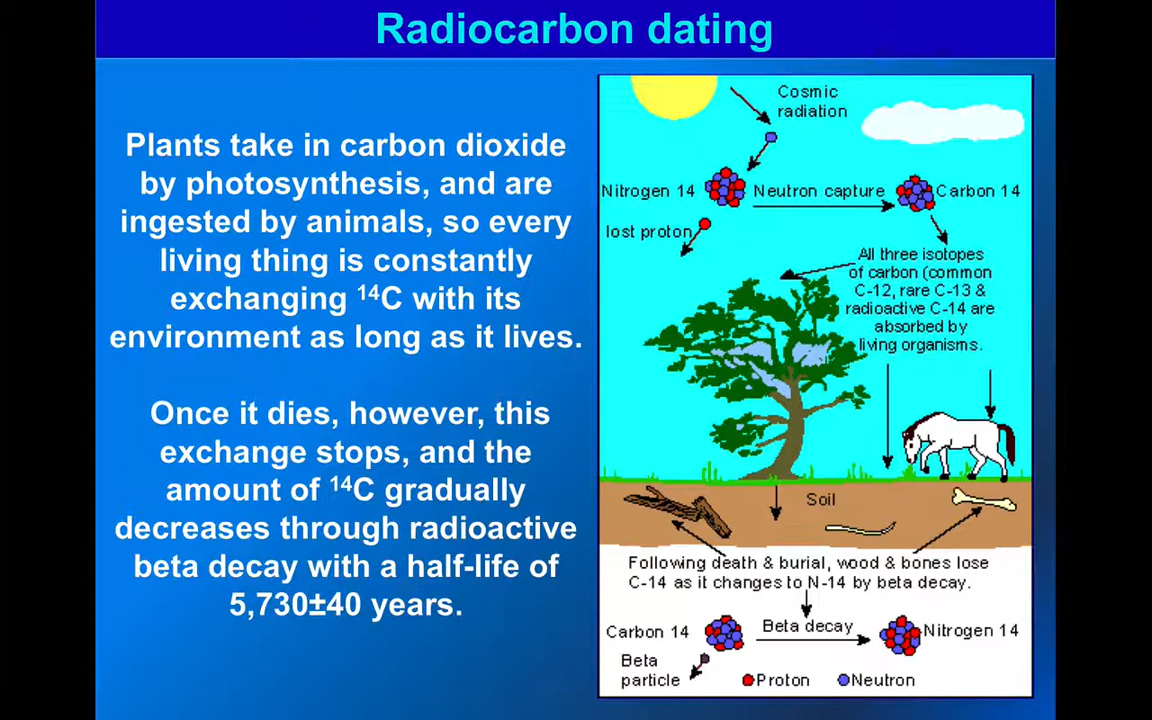 Radiocarbon dating
Plants take in carbon dioxide
by photosynthesis, and are
ingested by animals, so every
living thing is constantly
exchanging ¹⁴C with its
environment as long as it lives.
Once it dies, however, this
exchange stops, and the
amount of ¹⁴C gradually
decreases through radioactive
beta decay with a half-life of
5,730±40 years.
Cosmic
radiation
Nitrogen 14
Neutron capture
Carbon 14
lost proton
All three isotopes
of carbon (common
C-12, rare C-13 &
radioactive C-14 are
absorbed by
living organisms.
Soil
Following death & burial, wood & bones lose
C-14 as it changes to N-14 by beta decay.
Carbon 14
Beta decay
Nitrogen 14
Beta
particle
Proton
Neutron